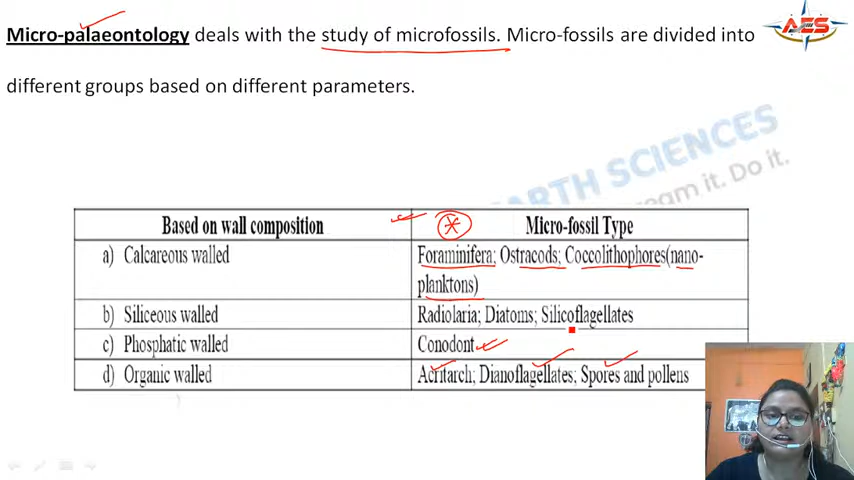 Micro-palaeontology deals with the study of microfossils. Micro-fossils are divided into
AES
different groups based on different parameters.
EARTH SCIENCES
eam it. Do it.
Based on wall composition Micro-fossil Type
a) Calcareous walled Foraminifera; Ostracods; Coccolithophores(nano-
planktons)
b) Siliceous walled Radiolaria; Diatoms; Silicoflagellates
c) Phosphatic walled Conodont
d) Organic walled Acritarch; Dianoflagellates; Spores and pollens